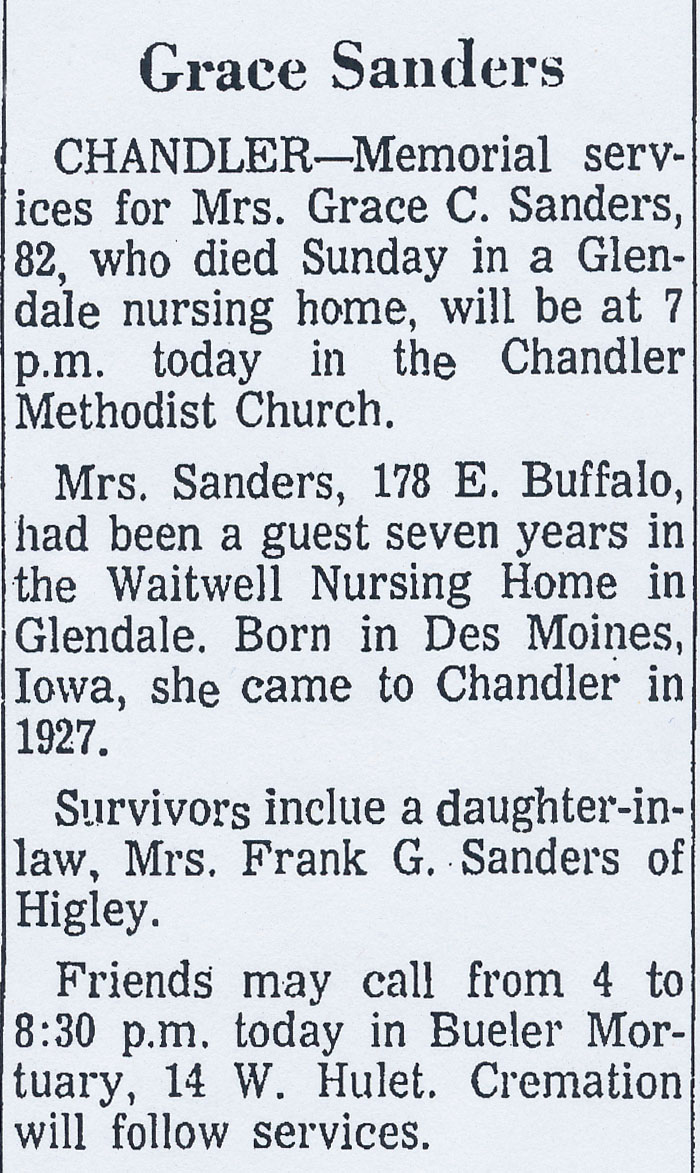 Grace Sanders
CHANDLER—Memorial serv-
ices for Mrs. Grace C. Sanders,
82, who died Sunday in a Glen-
dale nursing home, will be at 7
p.m. today in the Chandler
Methodist Church.
Mrs. Sanders, 178 E. Buffalo,
had been a guest seven years in
the Waitwell Nursing Home in
Glendale. Born in Des Moines,
Iowa, she came to Chandler in
1927.
Survivors inclue a daughter-in-
law, Mrs. Frank G. Sanders of
Higley.
Friends may call from 4 to
8:30 p.m. today in Bueler Mor-
tuary, 14 W. Hulet. Cremation
will follow services.